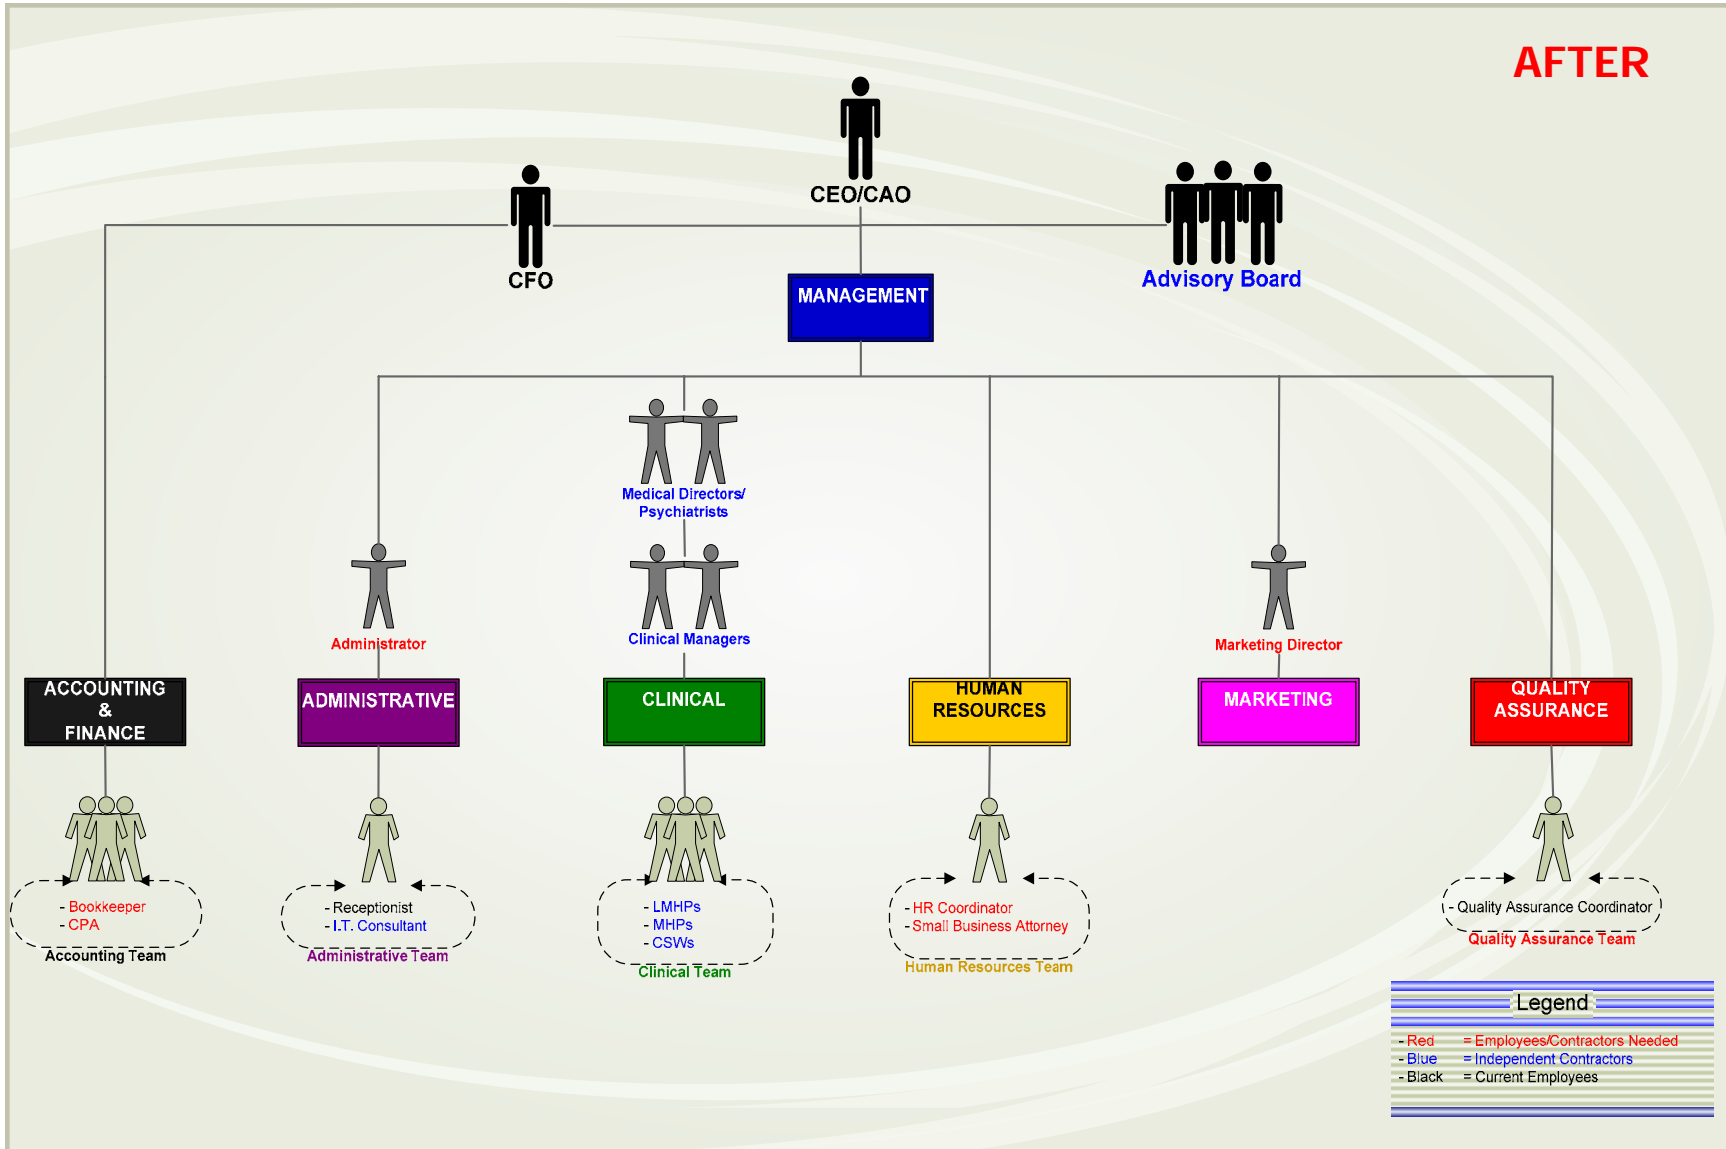 AFTER
CEO/CAO
CFO
Advisory Board
MANAGEMENT
Medical Directors/
Psychiatrists
Administrator
Clinical Managers
Marketing Director
ACCOUNTING
&
FINANCE
ADMINISTRATIVE
CLINICAL
HUMAN
RESOURCES
MARKETING
QUALITY
ASSURANCE
- Bookkeeper
- CPA
Accounting Team
- Receptionist
- I.T. Consultant
Administrative Team
- LMHPs
- MHPs
- CSWs
Clinical Team
- HR Coordinator
- Small Business Attorney
Human Resources Team
- Quality Assurance Coordinator
Quality Assurance Team
Legend
- Red = Employees/Contractors Needed
- Blue = Independent Contractors
- Black = Current Employees